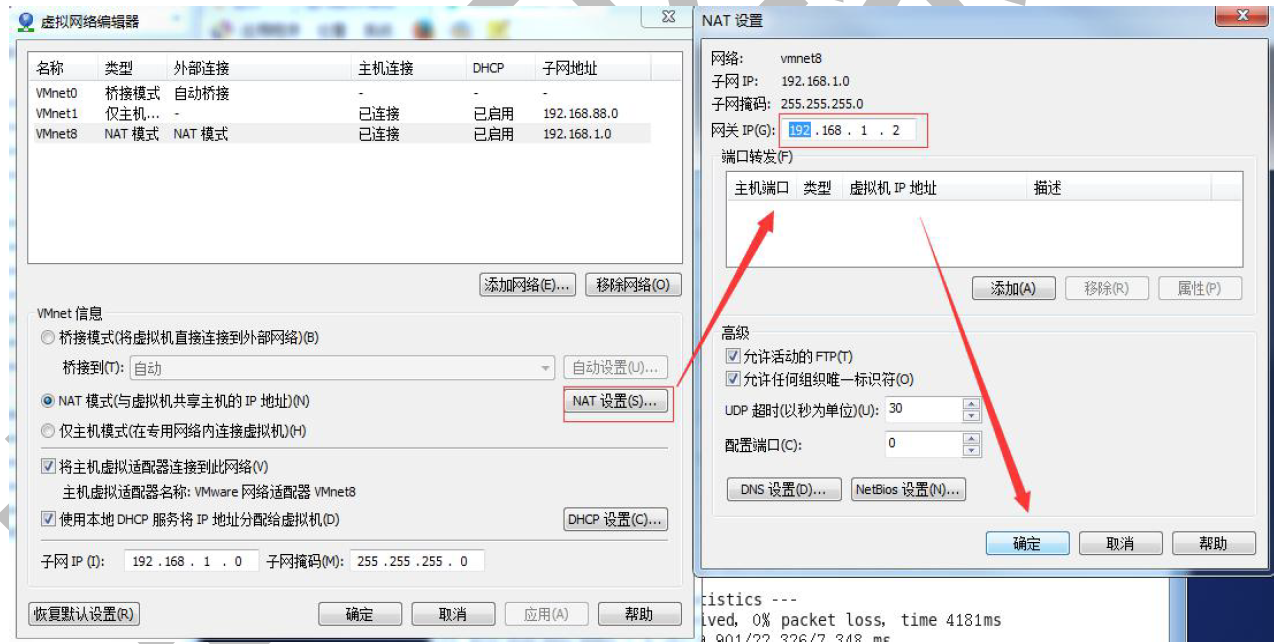 虚拟网络编辑器
名称 类型 外部连接 主机连接 DHCP 子网地址
VMnet0 桥接模式 自动桥接 - - -
VMnet1 仅主机... - 已连接 已启用 192.168.88.0
VMnet8 NAT 模式 NAT 模式 已连接 已启用 192.168.1.0
添加网络(E)... 移除网络(O)
VMnet 信息
桥接模式(将虚拟机直接连接到外部网络)(B)
桥接到(T): 自动 自动设置(U)...
NAT 模式(与虚拟机共享主机的 IP 地址)(N) NAT 设置(S)...
仅主机模式(在专用网络内连接虚拟机)(H)
将主机虚拟适配器连接到此网络(V)
主机虚拟适配器名称: VMware 网络适配器 VMnet8
使用本地 DHCP 服务将 IP 地址分配给虚拟机(D) DHCP 设置(C)...
子网 IP (I): 192 . 168 . 1 . 0 子网掩码(M): 255 . 255 . 255 . 0
恢复默认设置(R) 确定 取消 应用(A) 帮助
NAT 设置
网络: vmnet8
子网 IP: 192.168.1.0
子网掩码: 255.255.255.0
网关 IP(G): 192 . 168 . 1 . 2
端口转发(F)
主机端口 类型 虚拟机 IP 地址 描述
添加(A) 移除(R) 属性(P)
高级
允许活动的 FTP(T)
允许任何组织唯一标识符(O)
UDP 超时(以秒为单位)(U): 30
配置端口(C): 0
DNS 设置(D)... NetBios 设置(N)...
确定 取消 帮助
tistics ---
ived, 0% packet loss, time 4181ms
901/22.326/7.348 ms